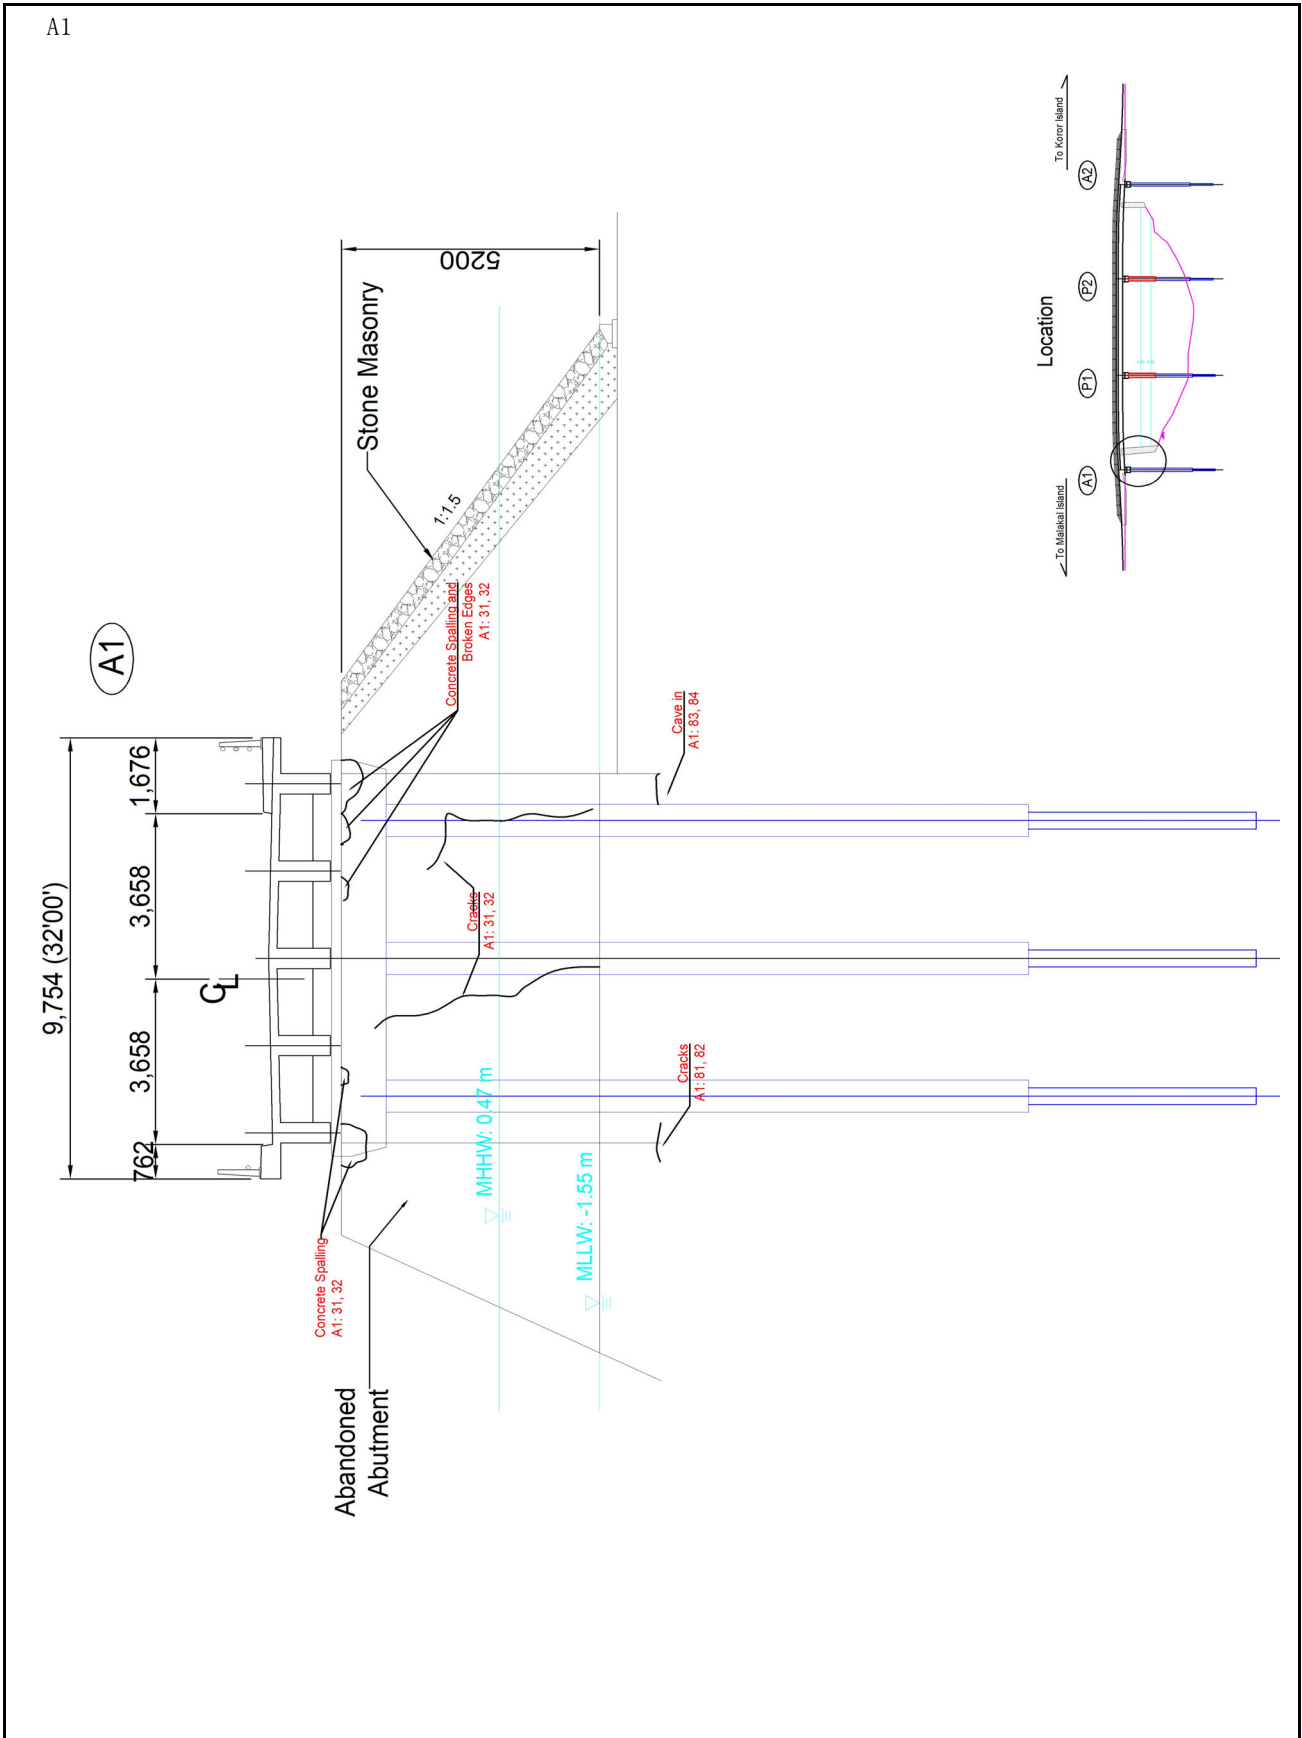 A1
A1
9,754 (32'00')
762
3,658
3,658
1,676
CL
5200
Stone Masonry
1:1.5
Concrete Spalling and
Broken Edges
A1: 31, 32
Cave in
A1: 83, 84
Cracks
A1: 31, 32
Cracks
A1: 81, 82
MHHW: 0.47 m
MLLW: -1.55 m
Concrete Spalling
A1: 31, 32
Abandoned
Abutment
Location
To Malakal Island
To Koror Island
A1
P1
P2
A2